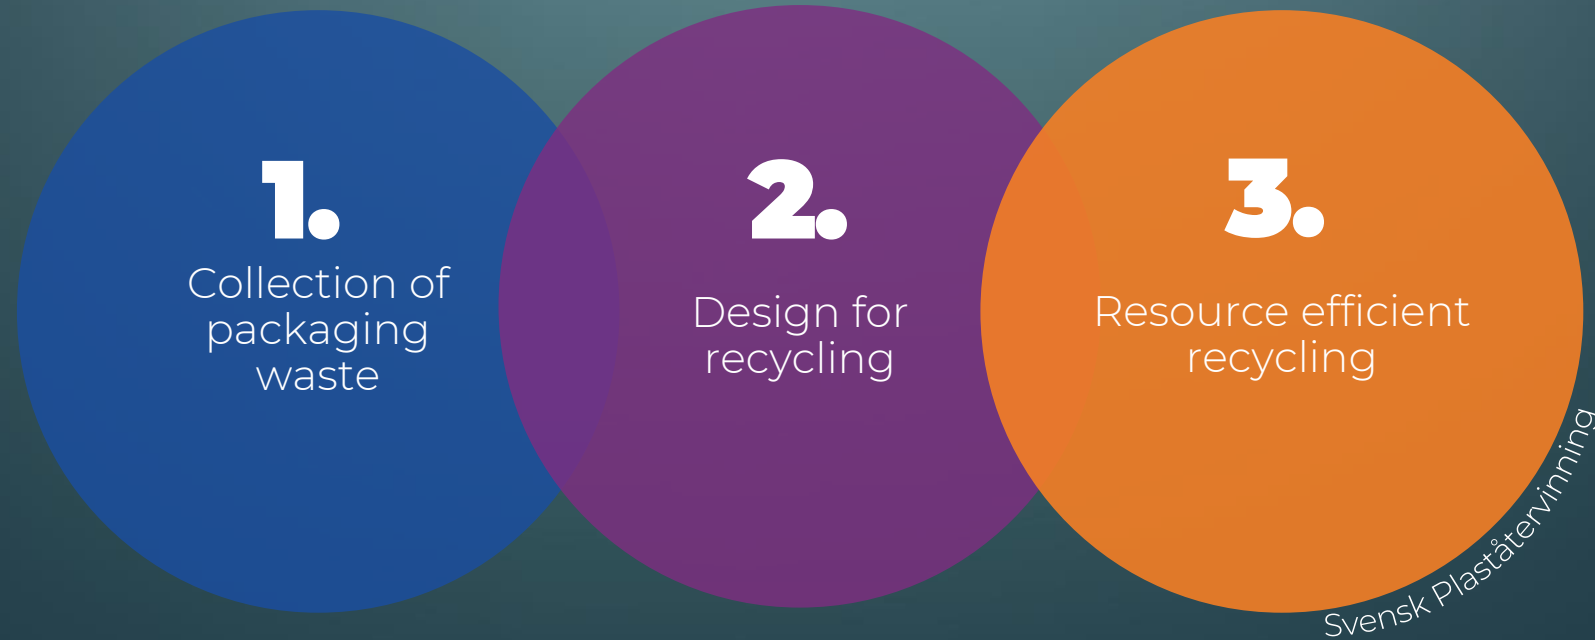 1.
Collection of
packaging
waste
2.
Design for
recycling
3.
Resource efficient
recycling
Svensk Plaståtervinning